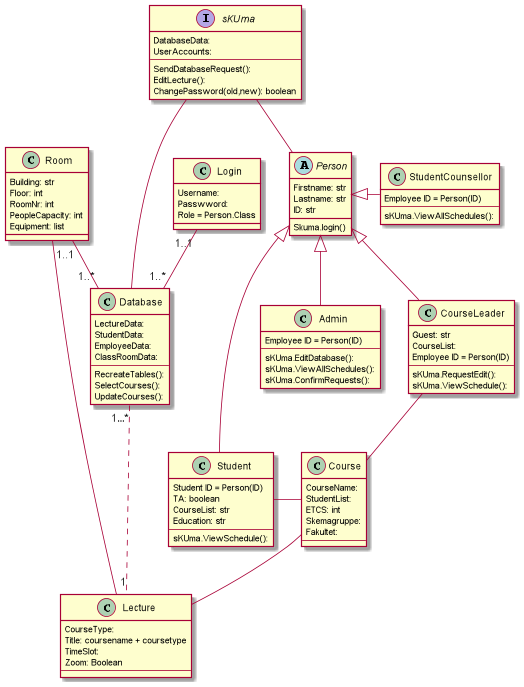 I sKUma
DatabaseData:
UserAccounts:
SendDatabaseRequest():
EditLecture():
ChangePassword(old,new): boolean
C Room
Building: str
Floor: int
RoomNr: int
PeopleCapacity: int
Equipment: list
C Login
Username:
Passwword:
Role = Person.Class
A Person
Firstname: str
Lastname: str
ID: str
Skuma.login()
C StudentCounsellor
Employee ID = Person(ID)
sKUma.ViewAllSchedules():
1..1
1..1
1..*
1..*
C Database
LectureData:
StudentData:
EmployeeData:
ClassRoomData:
RecreateTables():
SelectCourses():
UpdateCourses():
C Admin
Employee ID = Person(ID)
sKUma.EditDatabase():
sKUma.ViewAllSchedules():
sKUma.ConfirmRequests():
C CourseLeader
Guest: str
CourseList:
Employee ID = Person(ID)
sKUma.RequestEdit():
sKUma.ViewSchedule():
1...*
C Student
Student ID = Person(ID)
TA: boolean
CourseList: str
Education: str
sKUma.ViewSchedule():
C Course
CourseName:
StudentList:
ETCS: int
Skemagruppe:
Fakultet:
1
C Lecture
CourseType:
Title: coursename + coursetype
TimeSlot:
Zoom: Boolean